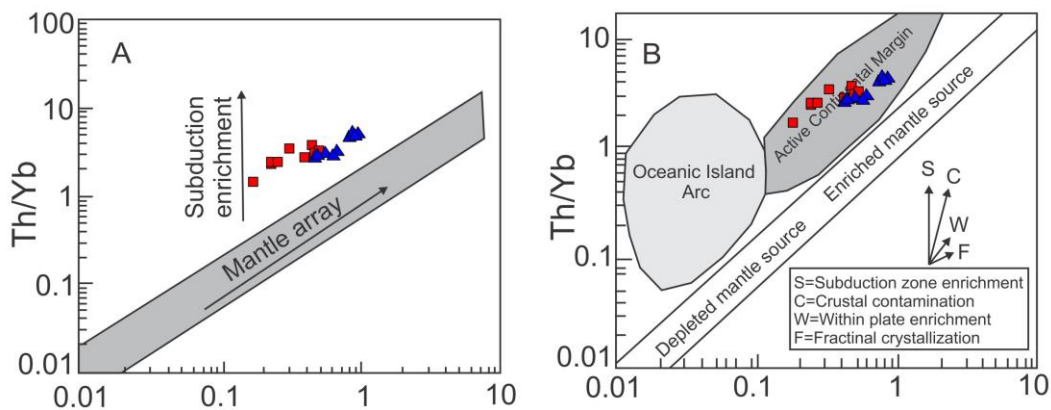 A
Th/Yb
100
10
1
0.1
0.01
0.01
0.1
1
10
Subduction
enrichment
Mantle array
B
Th/Yb
10
1
0.1
0.01
0.01
0.1
1
10
Oceanic Island
Arc
Active Continental Margin
Enriched mantle source
Depleted mantle source
S
C
W
F
S=Subduction zone enrichment
C=Crustal contamination
W=Within plate enrichment
F=Fractinal crystallization